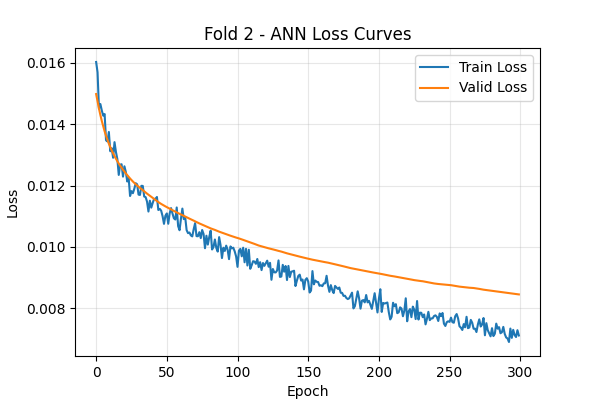 Fold 2 - ANN Loss Curves
Train Loss
Valid Loss
Loss
0.016
0.014
0.012
0.010
0.008
0 50 100 150 200 250 300
Epoch